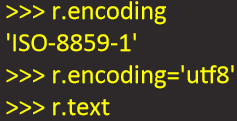 >>> r.encoding
'ISO-8859-1'
>>> r.encoding='utf8'
>>> r.text